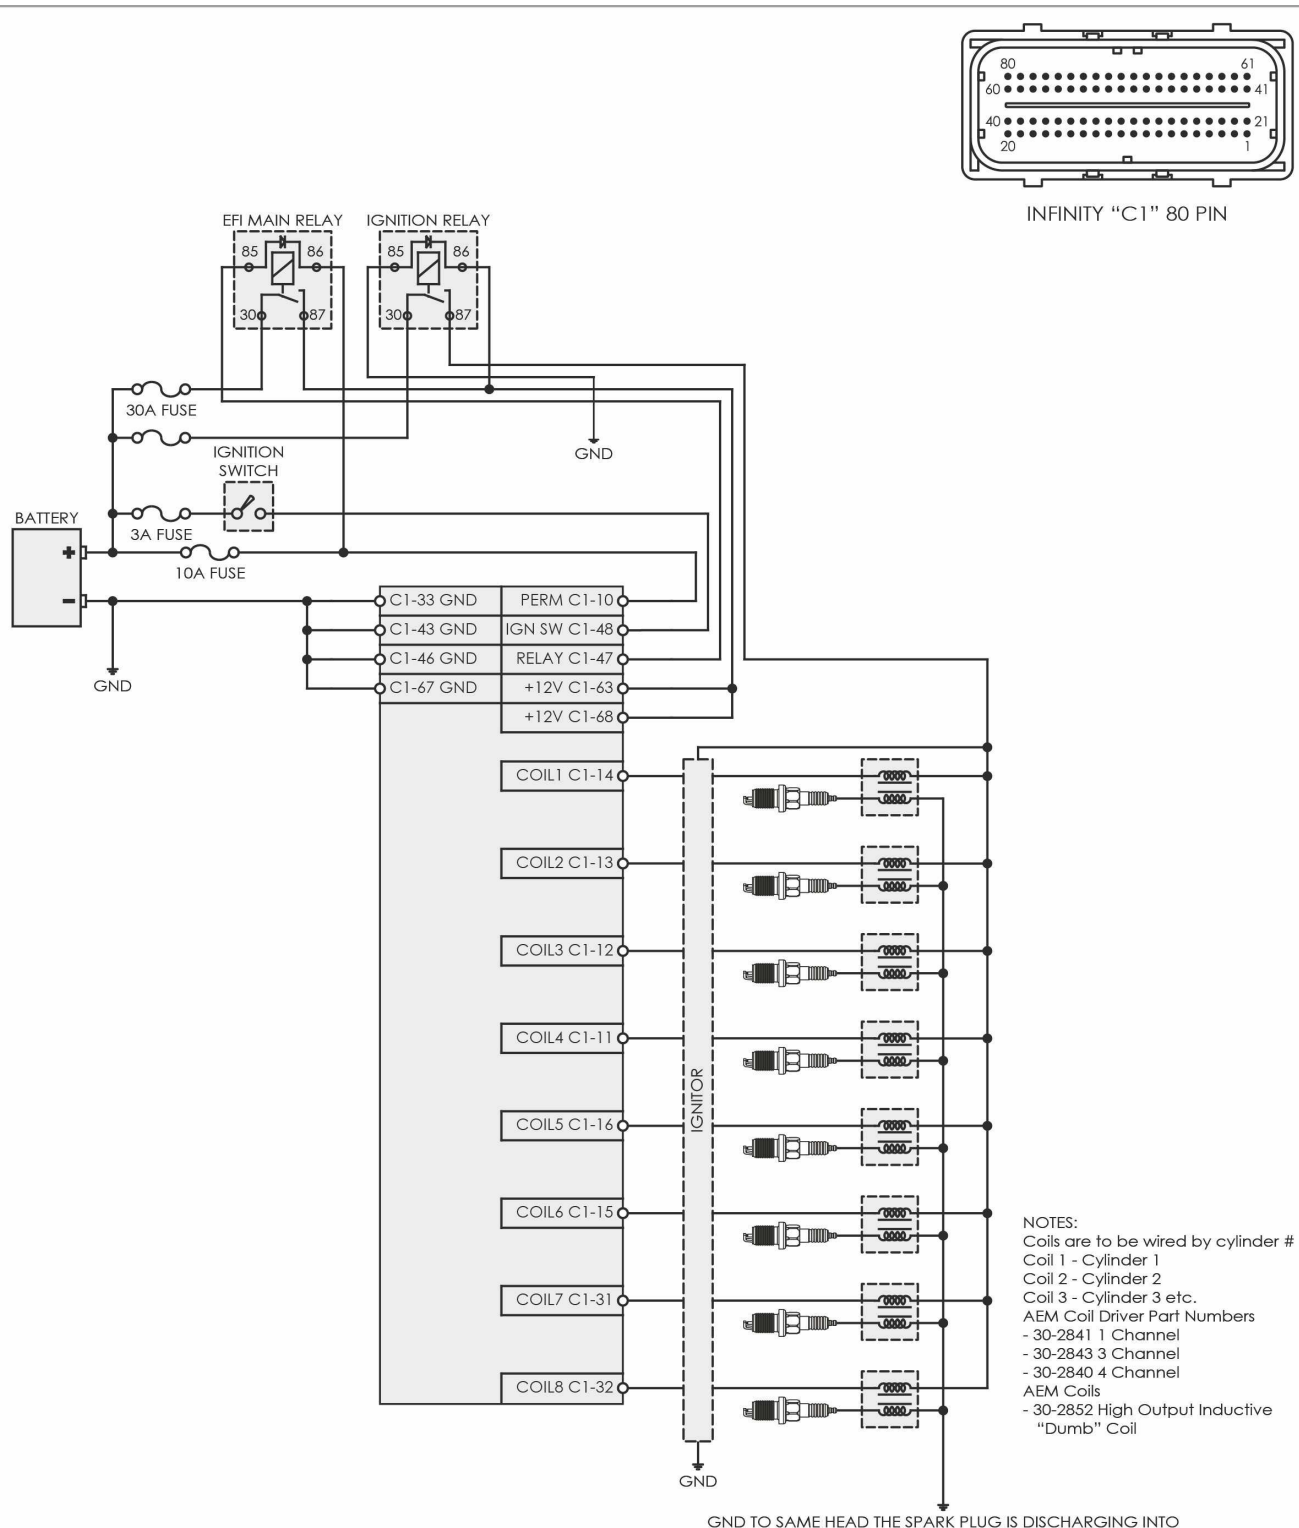 80 61
60 41
40 21
20 1
INFINITY “C1” 80 PIN
EFI MAIN RELAY
85 86
30 87
IGNITION RELAY
85 86
30 87
30A FUSE
IGNITION
SWITCH
GND
BATTERY
+
-
3A FUSE
10A FUSE
GND
C1-33 GND
PERM C1-10
C1-43 GND
IGN SW C1-48
C1-46 GND
RELAY C1-47
C1-67 GND
+12V C1-63
+12V C1-68
COIL1 C1-14
COIL2 C1-13
COIL3 C1-12
COIL4 C1-11
COIL5 C1-16
COIL6 C1-15
COIL7 C1-31
COIL8 C1-32
IGNITOR
GND
NOTES:
Coils are to be wired by cylinder #
Coil 1 - Cylinder 1
Coil 2 - Cylinder 2
Coil 3 - Cylinder 3 etc.
AEM Coil Driver Part Numbers
- 30-2841 1 Channel
- 30-2843 3 Channel
- 30-2840 4 Channel
AEM Coils
- 30-2852 High Output Inductive
“Dumb” Coil
GND TO SAME HEAD THE SPARK PLUG IS DISCHARGING INTO